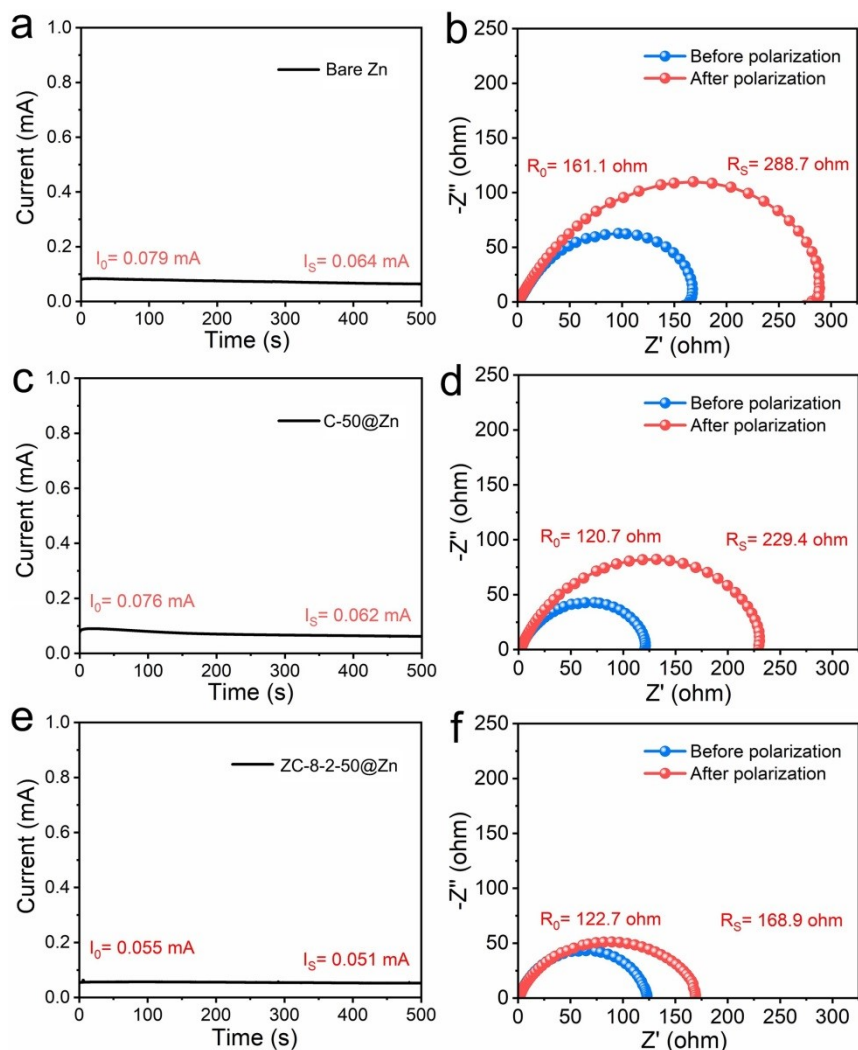 a
1.0
0.8
0.6
0.4
0.2
0.0
Current (mA)
Bare Zn
I0= 0.079 mA
IS= 0.064 mA
0 100 200 300 400 500
Time (s)
b
250
200
150
100
50
0
-Z'' (ohm)
Before polarization
After polarization
R0= 161.1 ohm
RS= 288.7 ohm
0 50 100 150 200 250 300
Z' (ohm)
c
1.0
0.8
0.6
0.4
0.2
0.0
Current (mA)
C-50@Zn
I0= 0.076 mA
IS= 0.062 mA
0 100 200 300 400 500
Time (s)
d
250
200
150
100
50
0
-Z'' (ohm)
Before polarization
After polarization
R0= 120.7 ohm
RS= 229.4 ohm
0 50 100 150 200 250 300
Z' (ohm)
e
1.0
0.8
0.6
0.4
0.2
0.0
Current (mA)
ZC-8-2-50@Zn
I0= 0.055 mA
IS= 0.051 mA
0 100 200 300 400 500
Time (s)
f
250
200
150
100
50
0
-Z'' (ohm)
Before polarization
After polarization
R0= 122.7 ohm
RS= 168.9 ohm
0 50 100 150 200 250 300
Z' (ohm)